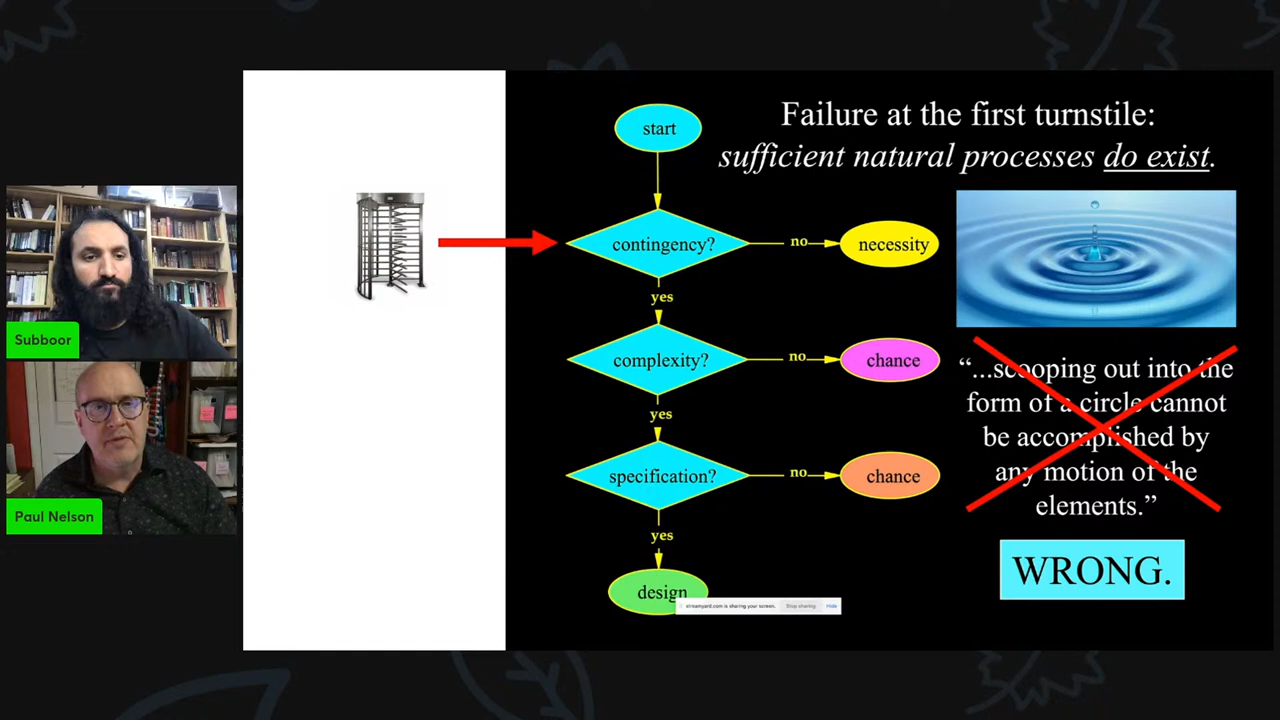 Failure at the first turnstile:
sufficient natural processes do exist.
start
contingency?
no
necessity
yes
complexity?
no
chance
yes
specification?
no
chance
yes
design
streamyard.com is sharing your screen.
Stop sharing
Hide
“...scooping out into the
form of a circle cannot
be accomplished by
any motion of the
elements.”
WRONG.
Subboor
Paul Nelson